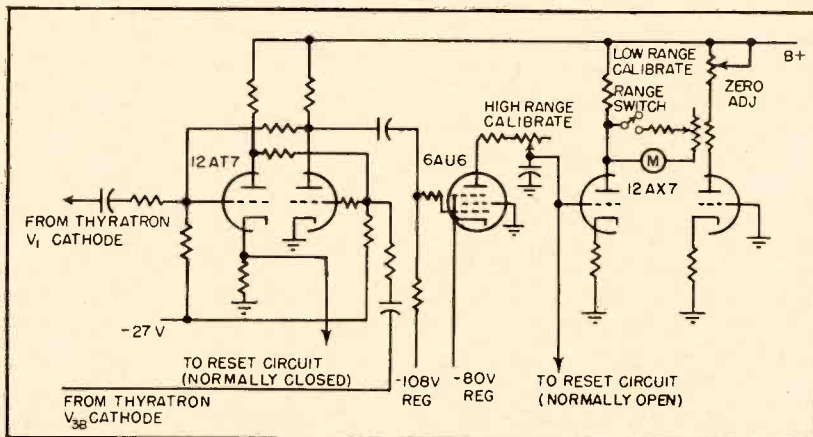 B+
LOW RANGE
CALIBRATE
ZERO
ADJ
RANGE
SWITCH
HIGH RANGE
CALIBRATE
12AT7
6AU6
M
12AX7
FROM THYRATRON
V1 CATHODE
-27V
TO RESET CIRCUIT
(NORMALLY CLOSED)
-108V
REG
-80V
REG
TO RESET CIRCUIT
(NORMALLY OPEN)
FROM THYRATRON
V3B CATHODE